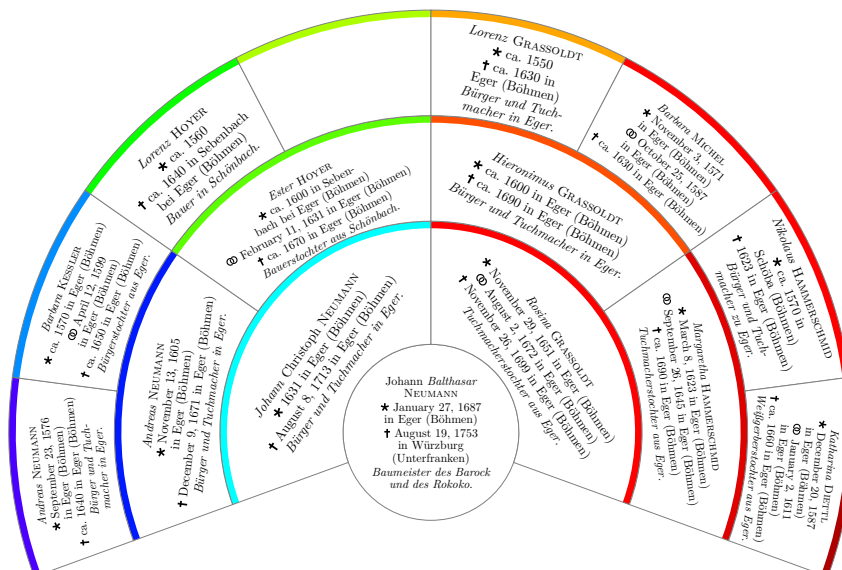 Johann Balthasar
NEUMANN
* January 27, 1687
in Eger (Böhmen)
† August 19, 1753
in Würzburg
(Unterfranken)
Baumeister des Barock
und des Rokoko.
Johann Christoph NEUMANN
* 1631 in Eger (Böhmen)
† August 8, 1713 in Eger (Böhmen)
Bürger und Tuchmacher in Eger.
Rosina GRASSOLDT
* November 29, 1651 in Eger (Böhmen)
⚭ August 2, 1672 in Eger (Böhmen)
† November 26, 1699 in Eger (Böhmen)
Tuchmacherstochter aus Eger.
Andreas NEUMANN
* November 13, 1605
in Eger (Böhmen)
† December 9, 1671 in Eger (Böhmen)
Bürger und Tuchmacher in Eger.
Ester HOYER
* ca. 1600 in Seben-
bach bei Eger (Böhmen)
⚭ February 11, 1631 in Eger (Böhmen)
† ca. 1670 in Eger (Böhmen)
Bauerstochter aus Schönbach.
Hieronimus GRASSOLDT
* ca. 1600 in Eger (Böhmen)
† ca. 1690 in Eger (Böhmen)
Bürger und Tuchmacher in Eger.
Margaretha HAMMERSCHMID
* March 8, 1623 in Eger (Böhmen)
⚭ September 26, 1645 in Eger (Böhmen)
† ca. 1690 in Eger (Böhmen)
Tuchmacherstochter aus Eger.
Andreas NEUMANN
* September 23, 1576
in Eger (Böhmen)
† ca. 1640 in Eger (Böhmen)
Bürger und Tuch-
macher in Eger.
Barbara KESSLER
* ca. 1570 in Eger (Böhmen)
⚭ April 12, 1599
in Eger (Böhmen)
† ca. 1650 in Eger (Böhmen)
Bürgerstochter aus Eger.
Lorenz HOYER
* ca. 1560
† ca. 1640 in Sebenbach
bei Eger (Böhmen)
Bauer in Schönbach.
Lorenz GRASSOLDT
* ca. 1550
† ca. 1630 in
Eger (Böhmen)
Bürger und Tuch-
macher in Eger.
Barbara MICHEL
* November 3, 1571
in Eger (Böhmen)
⚭ October 25, 1587
in Eger (Böhmen)
† ca. 1630 in Eger (Böhmen)
Nikolaus HAMMERSCHMID
* ca. 1570 in
Schöba (Böhmen)
† 1623 in Eger (Böhmen)
Bürger und Tuch-
macher zu Eger.
Katharina DIETTL
* December 20, 1587
in Eger (Böhmen)
⚭ January 2, 1611
in Eger (Böhmen)
† ca. 1660 in Eger (Böhmen)
Weißgerberstochter aus Eger.